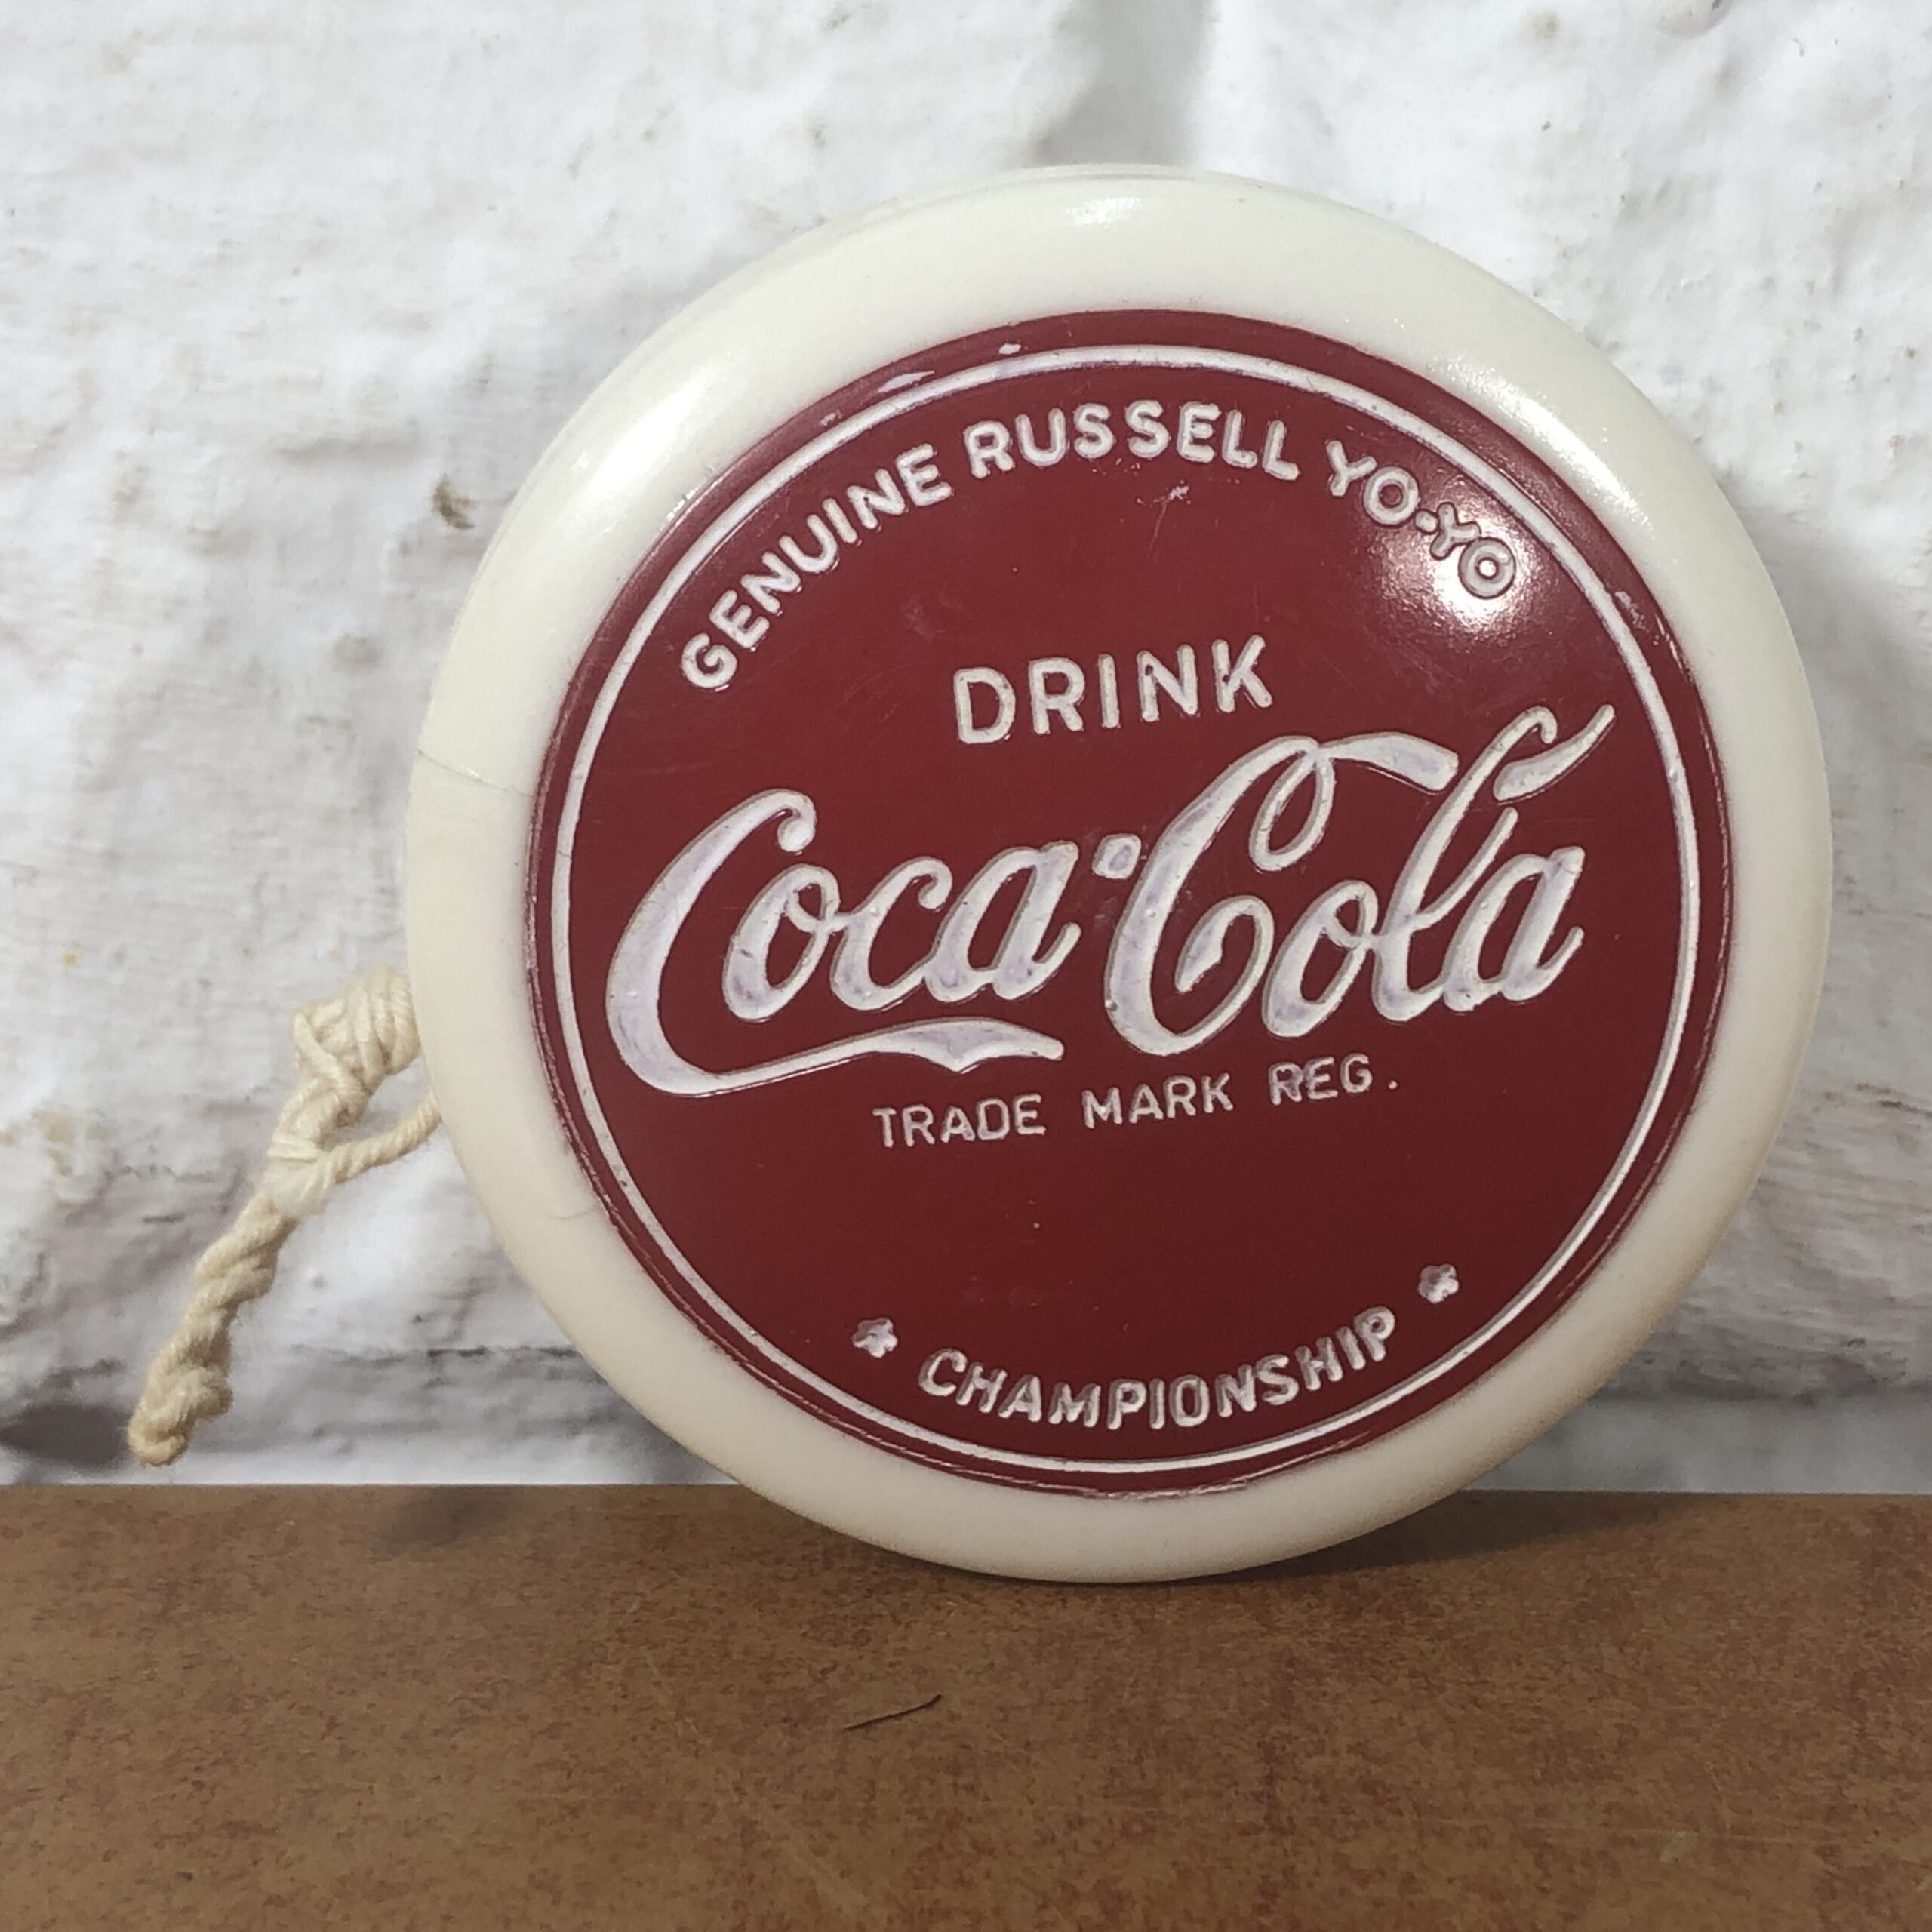 GENUINE RUSSELL YO-YO
DRINK
Coca-Cola
TRADE MARK REG.
* CHAMPIONSHIP *